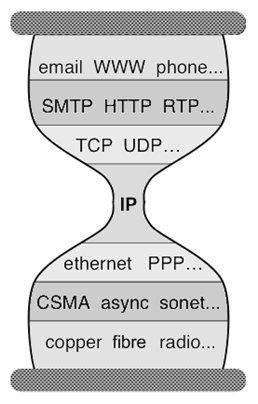 email WWW phone...
SMTP HTTP RTP...
TCP UDP...
IP
ethernet PPP...
CSMA async sonet...
copper fibre radio...